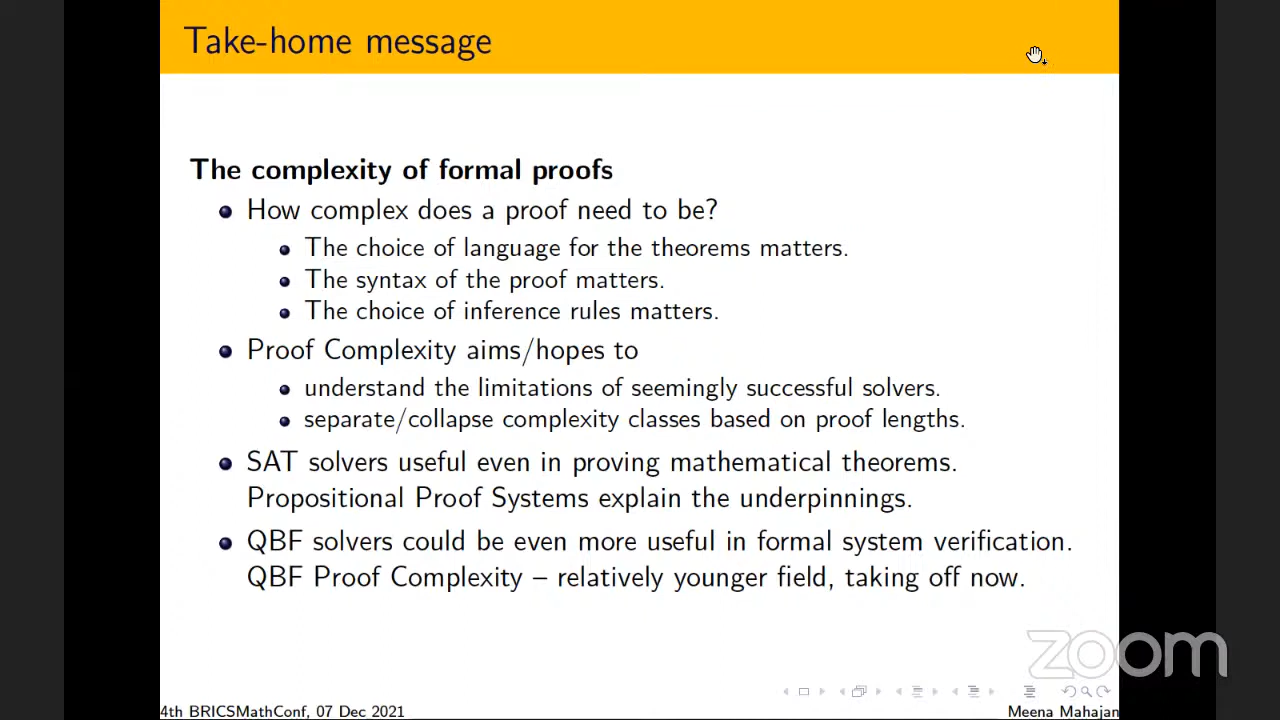 Take-home message
The complexity of formal proofs
How complex does a proof need to be?
The choice of language for the theorems matters.
The syntax of the proof matters.
The choice of inference rules matters.
Proof Complexity aims/hopes to
understand the limitations of seemingly successful solvers.
separate/collapse complexity classes based on proof lengths.
SAT solvers useful even in proving mathematical theorems.
Propositional Proof Systems explain the underpinnings.
QBF solvers could be even more useful in formal system verification.
QBF Proof Complexity – relatively younger field, taking off now.
zoom
4th BRICSMathConf, 07 Dec 2021
Meena Mahajan